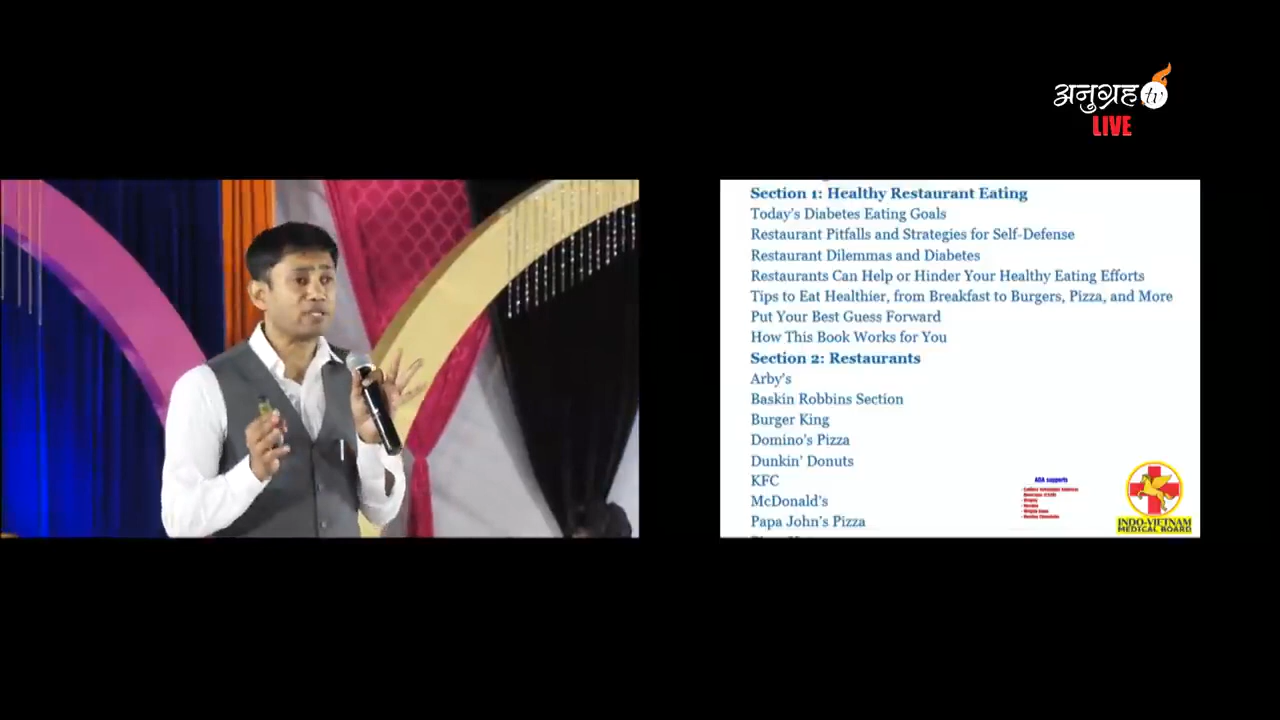 अनुग्रह tv
LIVE
Section 1: Healthy Restaurant Eating
Today's Diabetes Eating Goals
Restaurant Pitfalls and Strategies for Self-Defense
Restaurant Dilemmas and Diabetes
Restaurants Can Help or Hinder Your Healthy Eating Efforts
Tips to Eat Healthier, from Breakfast to Burgers, Pizza, and More
Put Your Best Guess Forward
How This Book Works for You
Section 2: Restaurants
Arby's
Baskin Robbins Section
Burger King
Domino's Pizza
Dunkin' Donuts
KFC
McDonald's
Papa John's Pizza
ADA supports
INDO-VIETNAM
MEDICAL BOARD